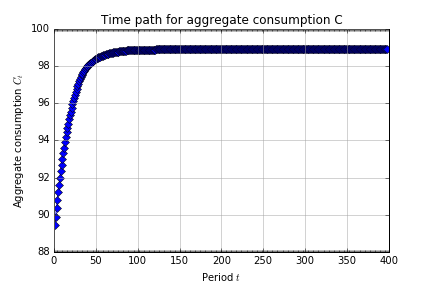 Time path for aggregate consumption C
100
98
96
94
92
90
88
Aggregate consumption C_t
0 50 100 150 200 250 300 350 400
Period t